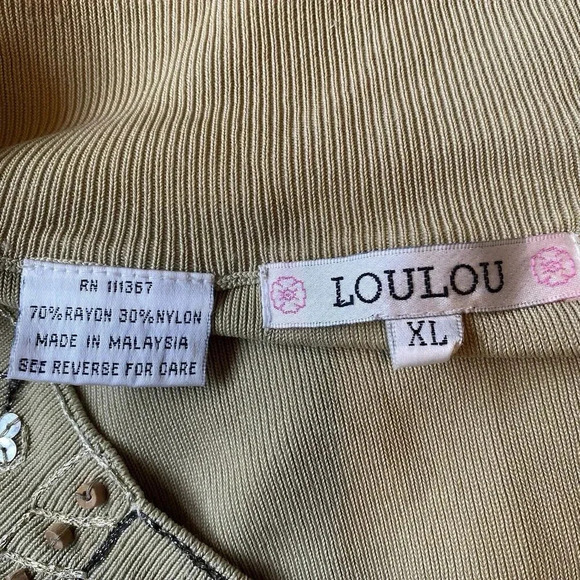 RN 111367
70% RAYON 30% NYLON
MADE IN MALAYSIA
SEE REVERSE FOR CARE
LOULOU
XL